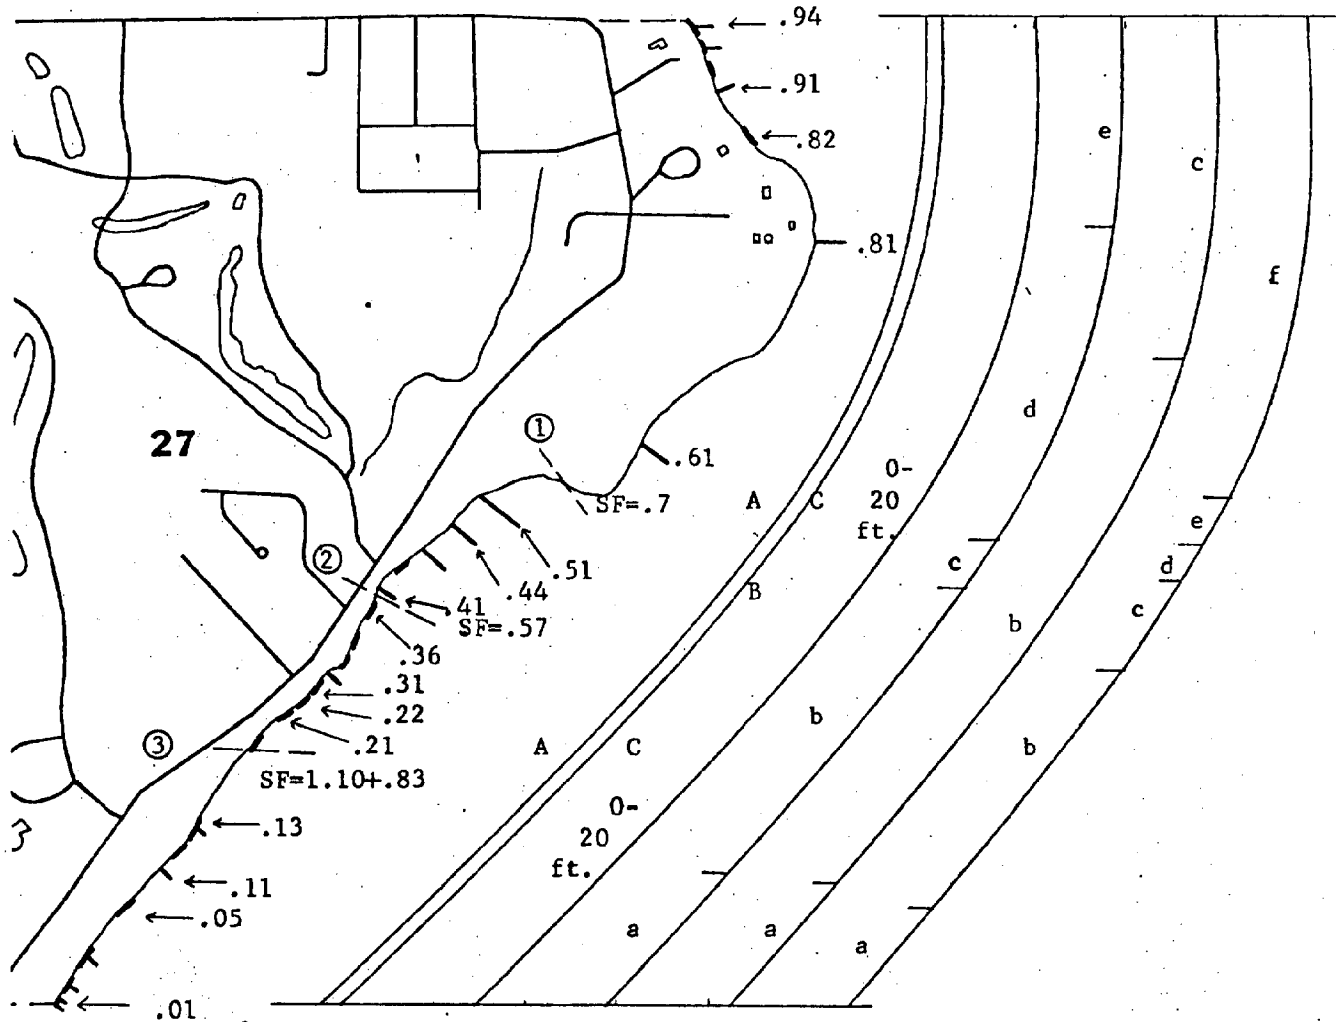 .94
.91
.82
.81
e
c
f
d
27
①
.61
0-
20
ft.
A
C
SF=.7
.51
.44
②
.41
SF=.57
.36
.31
.22
.21
c
e
d
c
B
b
b
b
③
A
C
SF=1.10+.83
0-
20
ft.
.13
.11
.05
.01
3
a
a
a